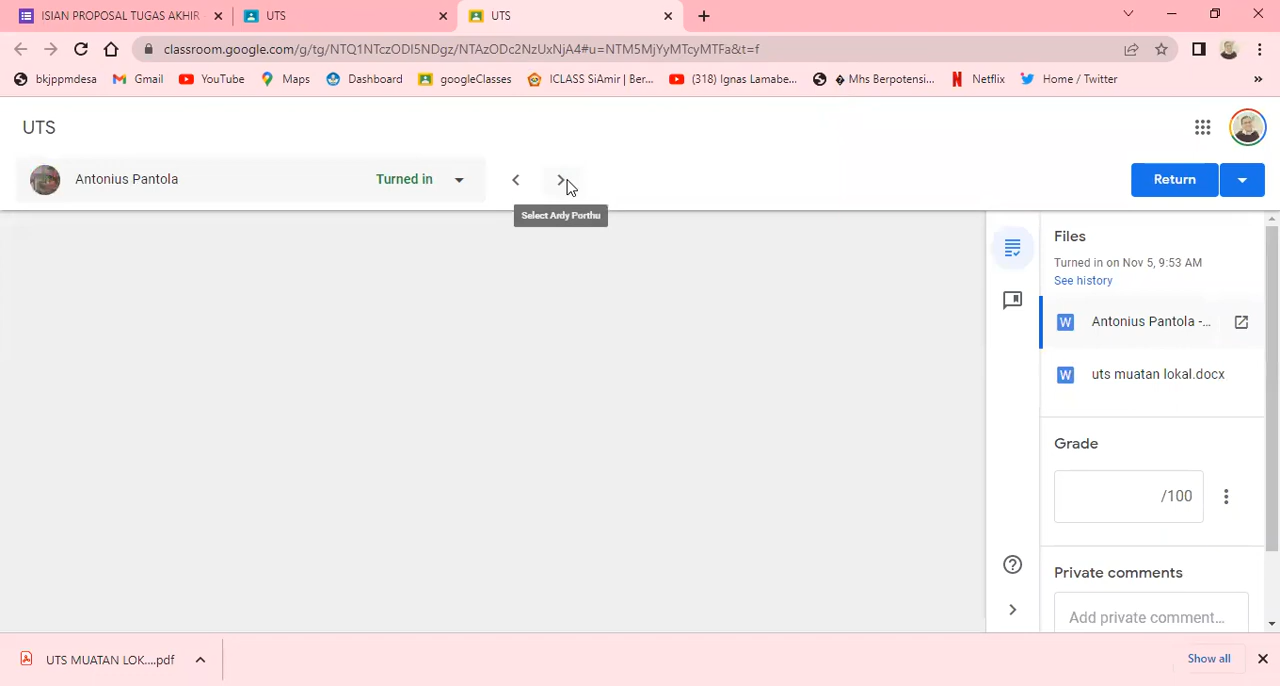 ISIAN PROPOSAL TUGAS AKHIR
UTS
UTS
classroom.google.com/g/tg/NTQ1NTczODI5NDgz/NTAzODc2NzUxNjA4#u=NTM5MjYyMTcyMTFa&t=f
bkjppmdesa
Gmail
YouTube
Maps
Dashboard
googleClasses
ICLASS SiAmir | Ber...
(318) Ignas Lamabe...
� Mhs Berpotensi...
Netflix
Home / Twitter
»
UTS
Antonius Pantola
Turned in
Return
Select Ardy Porthu
Files
Turned in on Nov 5, 9:53 AM
See history
W Antonius Pantola -...
W uts muatan lokal.docx
Grade
/100
Private comments
Add private comment...
UTS MUATAN LOK....pdf
Show all